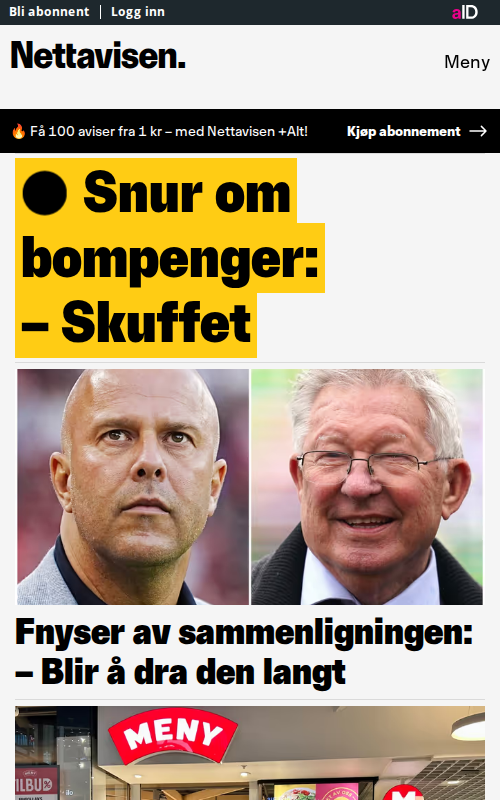 Bli abonnent | Logg inn
aID
Nettavisen.
Meny
🔥 Få 100 aviser fra 1 kr – med Nettavisen +Alt!
Kjøp abonnement →
Snur om
bompenger:
– Skuffet
Fnyser av sammenligningen:
– Blir å dra den langt
MENY